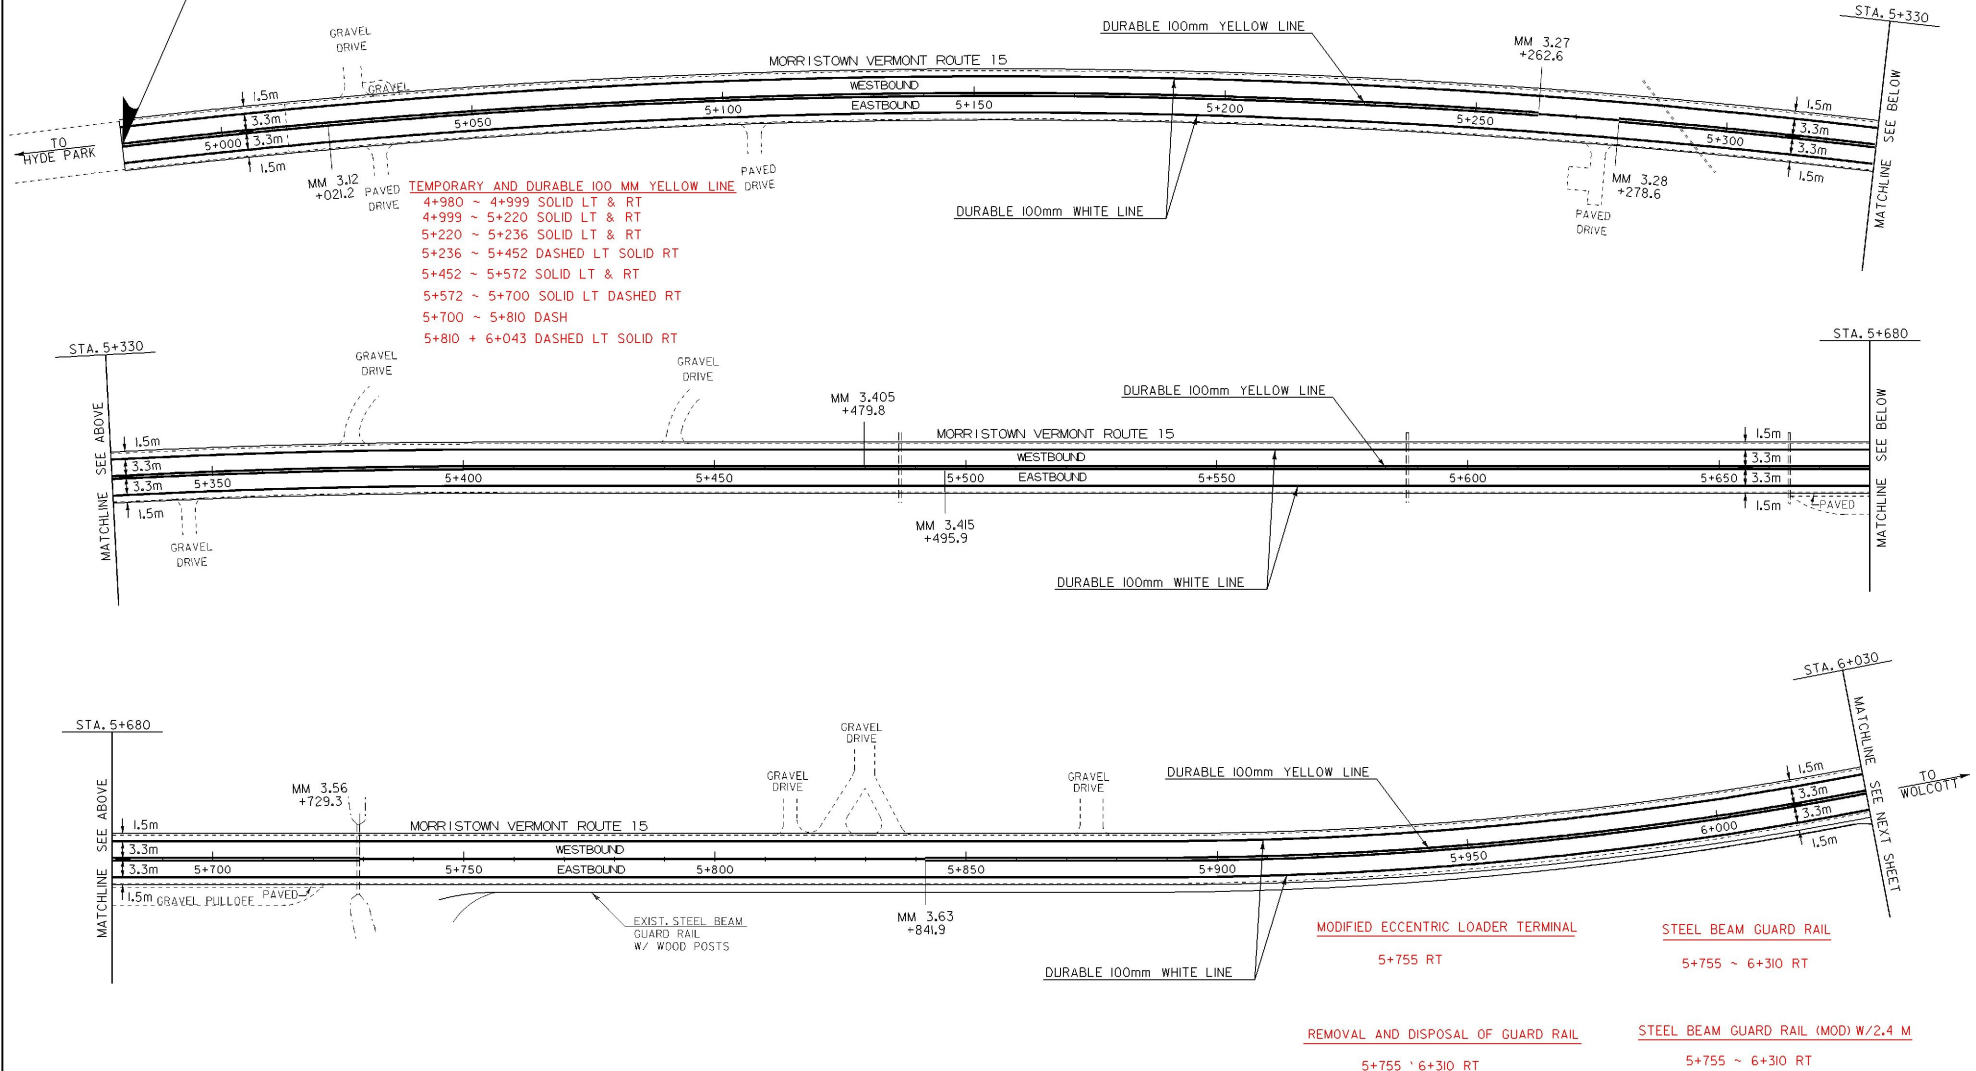 STA. 5+330
DURABLE 100mm YELLOW LINE
GRAVEL
DRIVE
MM 3.27
+262.6
MORRISTOWN VERMONT ROUTE 15
GRAVEL
WESTBOUND
EASTBOUND
1.5m
3.3m
3.3m
1.5m
5+000
5+050
5+100
5+150
5+200
5+250
5+300
1.5m
3.3m
3.3m
1.5m
MATCHLINE SEE BELOW
TO
HYDE PARK
MM 3.12
+021.2
PAVED
DRIVE
PAVED
DRIVE
DURABLE 100mm WHITE LINE
MM 3.28
+278.6
PAVED
DRIVE
TEMPORARY AND DURABLE 100 MM YELLOW LINE
4+980 ~ 4+999 SOLID LT & RT
4+999 ~ 5+220 SOLID LT & RT
5+220 ~ 5+236 SOLID LT & RT
5+236 ~ 5+452 DASHED LT SOLID RT
5+452 ~ 5+572 SOLID LT & RT
5+572 ~ 5+700 SOLID LT DASHED RT
5+700 ~ 5+810 DASH
5+810 + 6+043 DASHED LT SOLID RT
STA. 5+330
STA. 5+680
GRAVEL
DRIVE
GRAVEL
DRIVE
MM 3.405
+479.8
DURABLE 100mm YELLOW LINE
MATCHLINE SEE ABOVE
MORRISTOWN VERMONT ROUTE 15
WESTBOUND
EASTBOUND
1.5m
3.3m
3.3m
1.5m
5+350
5+400
5+450
5+500
5+550
5+600
5+650
1.5m
3.3m
3.3m
1.5m
PAVED
MATCHLINE SEE BELOW
GRAVEL
DRIVE
MM 3.415
+495.9
DURABLE 100mm WHITE LINE
STA. 5+680
STA. 6+030
MATCHLINE SEE ABOVE
MM 3.56
+729.3
GRAVEL
DRIVE
GRAVEL
DRIVE
GRAVEL
DRIVE
DURABLE 100mm YELLOW LINE
MORRISTOWN VERMONT ROUTE 15
WESTBOUND
EASTBOUND
1.5m
3.3m
3.3m
1.5m
5+700
5+750
5+800
5+850
5+900
5+950
6+000
1.5m
3.3m
3.3m
1.5m
MATCHLINE SEE NEXT SHEET
TO
WOLCOTT
GRAVEL PULLOFF
PAVED
EXIST. STEEL BEAM
GUARD RAIL
W/ WOOD POSTS
MM 3.63
+841.9
DURABLE 100mm WHITE LINE
MODIFIED ECCENTRIC LOADER TERMINAL
5+755 RT
STEEL BEAM GUARD RAIL
5+755 ~ 6+310 RT
REMOVAL AND DISPOSAL OF GUARD RAIL
5+755 ` 6+310 RT
STEEL BEAM GUARD RAIL (MOD) W/2.4 M
5+755 ~ 6+310 RT